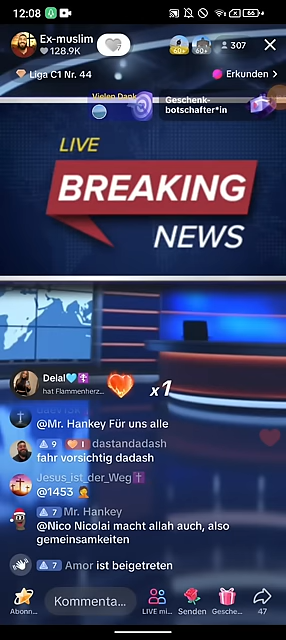 12:08
66
Ex-muslim
128.9K
60+
60+
307
Liga C1 Nr. 44
Erkunden
Vielen Dank
Geschenk-
botschafter*in
LIVE
BREAKING
NEWS
Delal
hat Flammenherz...
x1
@Mr. Hankey Für uns alle
9 dastandadash
fahr vorsichtig dadash
Jesus_ist_der_Weg
@1453
7 Mr. Hankey
@Nico Nicolai macht allah auch, also
gemeinsamkeiten
7 Amor ist beigetreten
Abonn...
Kommenta...
LIVE mi...
Senden
Gesche...
47